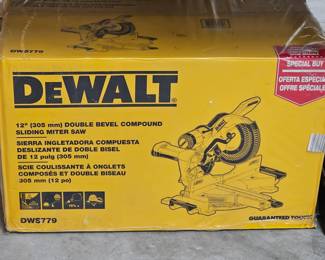 DWS779
DEWALT
12" (305 mm) DOUBLE BEVEL COMPOUND
SLIDING MITER SAW
SIERRA INGLETADORA COMPUESTA
DESLIZANTE DE DOBLE BISEL
DE 12 pulg (305 mm)
SCIE COULISSANTE À ONGLETS
COMPOSÉS ET DOUBLE BISEAU
305 mm (12 po)
DWS779
SPECIAL BUY
OFERTA ESPECIAL
OFFRE SPÉCIALE
GUARANTEED TOUGH